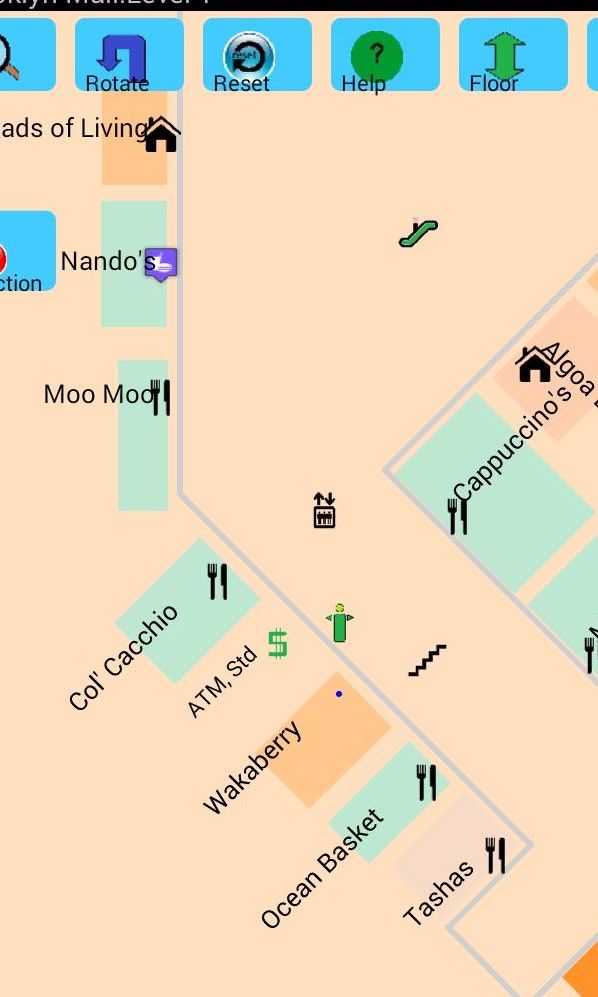 Rotate
Reset
Help
Floor
ads of Living
Nando's
ction
Moo Moo
Algoa
Cappuccino's
Col' Cacchio
ATM, Std
$
Wakaberry
Ocean Basket
Tashas